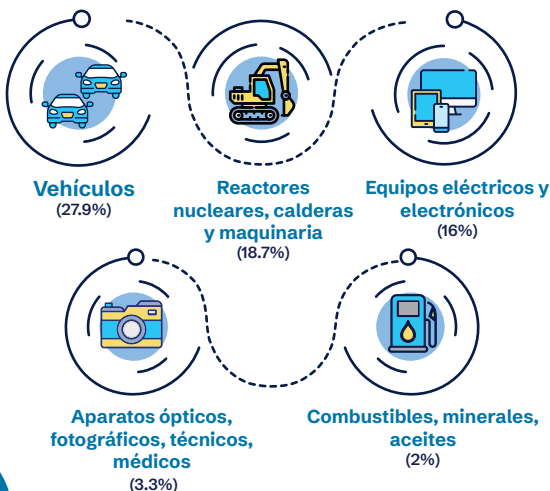 Vehículos
(27.9%)
Reactores
nucleares, calderas
y maquinaria
(18.7%)
Equipos eléctricos y
electrónicos
(16%)
Aparatos ópticos,
fotográficos, técnicos,
médicos
(3.3%)
Combustibles, minerales,
aceites
(2%)